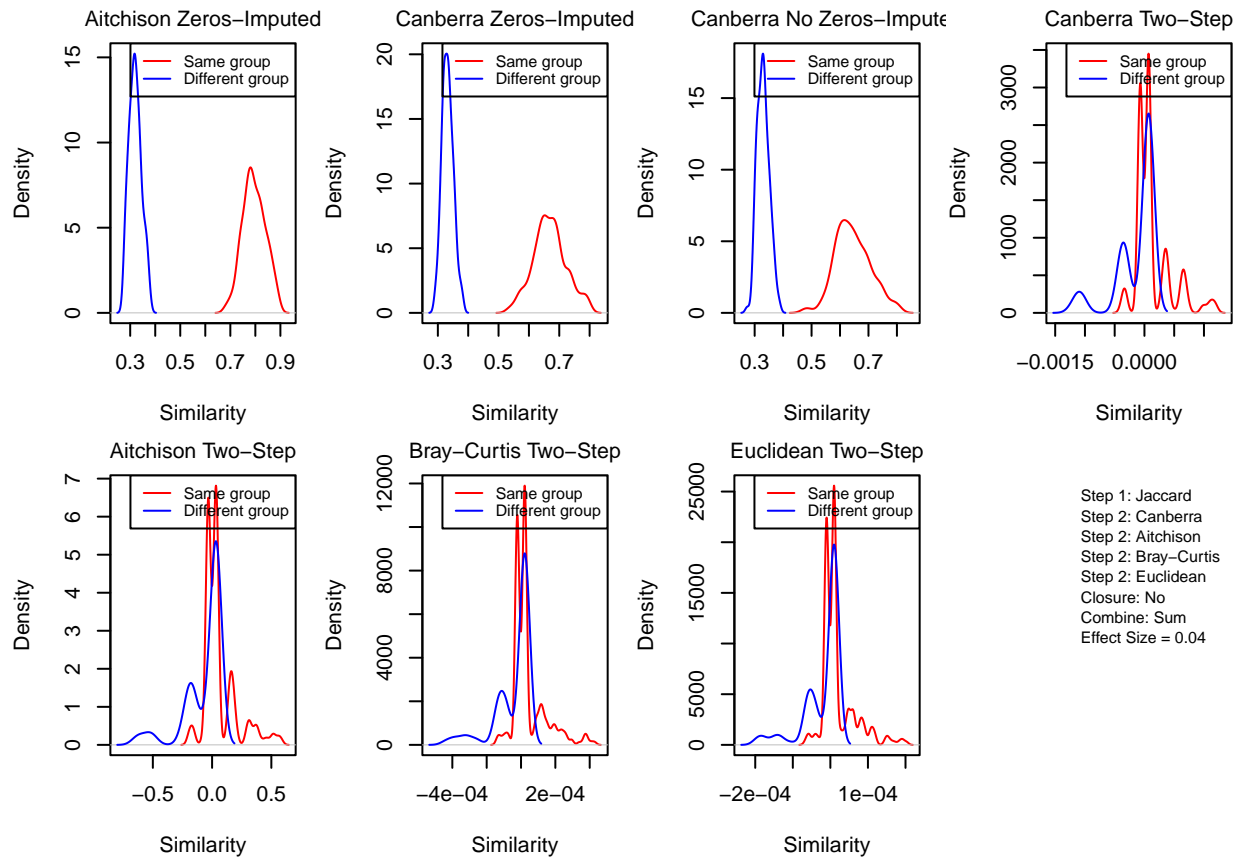 Aitchison Zeros−Imputed
Density
15
10
5
0
Same group
Different group
0.3 0.5 0.7 0.9
Similarity
Canberra Zeros−Imputed
Density
20
15
10
5
0
Same group
Different group
0.3 0.7
Similarity
Canberra No Zeros−Impute
Density
15
10
5
0
Same group
Different group
0.3 0.7
Similarity
Canberra Two−Step
Density
3000
2000
1000
0
Same group
Different group
−0.0015 0.0000
Similarity
Aitchison Two−Step
Density
7
6
5
4
3
2
1
0
Same group
Different group
−0.5 0.0 0.5
Similarity
Bray−Curtis Two−Step
Density
12000
8000
4000
0
Same group
Different group
−4e−04 2e−04
Similarity
Euclidean Two−Step
Density
25000
15000
5000
0
Same group
Different group
−2e−04 1e−04
Similarity
Step 1: Jaccard
Step 2: Canberra
Step 2: Aitchison
Step 2: Bray−Curtis
Step 2: Euclidean
Closure: No
Combine: Sum
Effect Size = 0.04